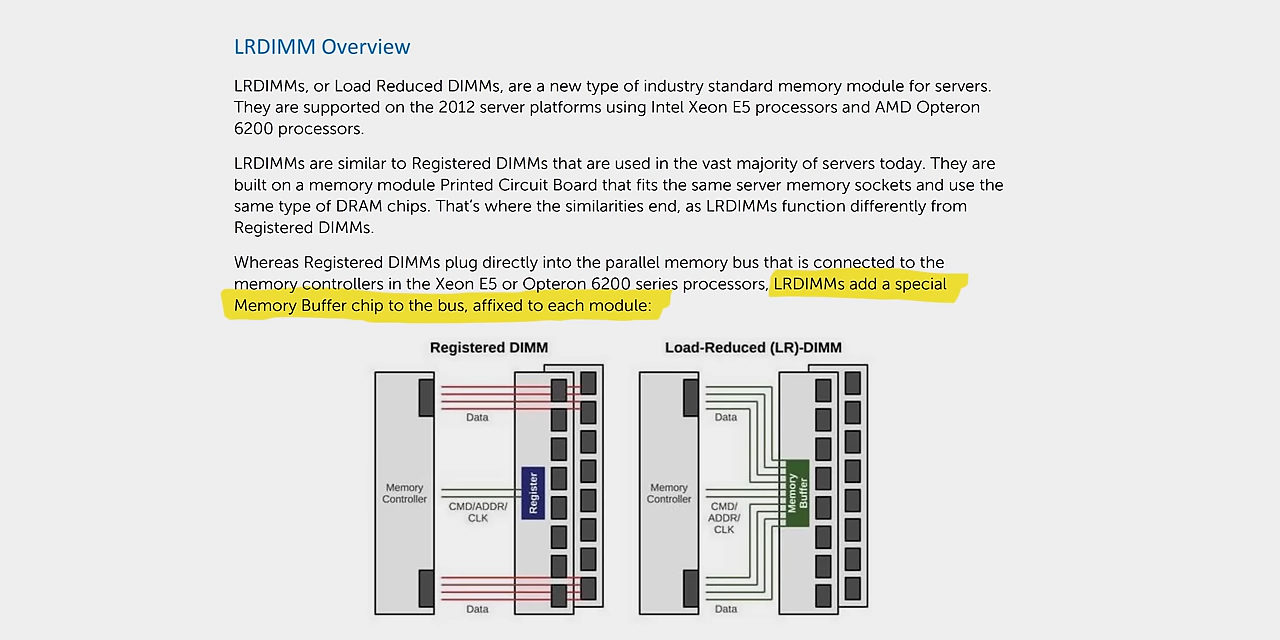 LRDIMM Overview
LRDIMMs, or Load Reduced DIMMs, are a new type of industry standard memory module for servers.
They are supported on the 2012 server platforms using Intel Xeon E5 processors and AMD Opteron
6200 processors.
LRDIMMs are similar to Registered DIMMs that are used in the vast majority of servers today. They are
built on a memory module Printed Circuit Board that fits the same server memory sockets and use the
same type of DRAM chips. That's where the similarities end, as LRDIMMs function differently from
Registered DIMMs.
Whereas Registered DIMMs plug directly into the parallel memory bus that is connected to the
memory controllers in the Xeon E5 or Opteron 6200 series processors, LRDIMMs add a special
Memory Buffer chip to the bus, affixed to each module:
Registered DIMM
Data
Memory
Controller
CMD/ADDR/
CLK
Register
Data
Load-Reduced (LR)-DIMM
Data
Memory
Controller
CMD/
ADDR/
CLK
Memory
Buffer
Data